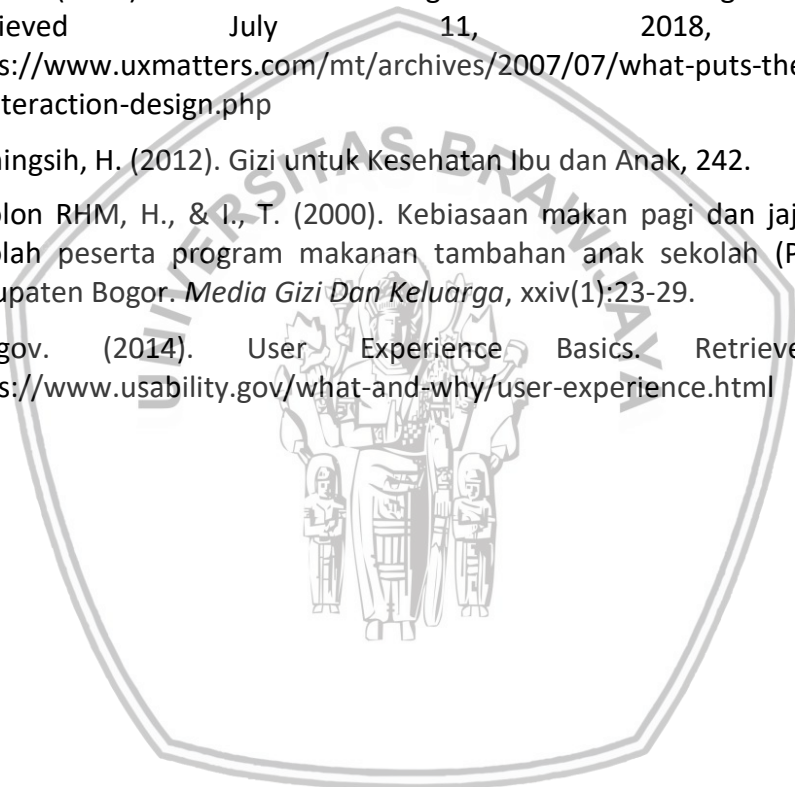 ieved July 11, 2018,
s://www.uxmatters.com/mt/archives/2007/07/what-puts-the
teraction-design.php
ingsih, H. (2012). Gizi untuk Kesehatan Ibu dan Anak, 242.
olon RHM, H., & I., T. (2000). Kebiasaan makan pagi dan jaj
olah peserta program makanan tambahan anak sekolah (P
upaten Bogor. Media Gizi Dan Keluarga, xxiv(1):23-29.
gov. (2014). User Experience Basics. Retrieve
s://www.usability.gov/what-and-why/user-experience.html
UNIVERSITAS BRAWIJAYA